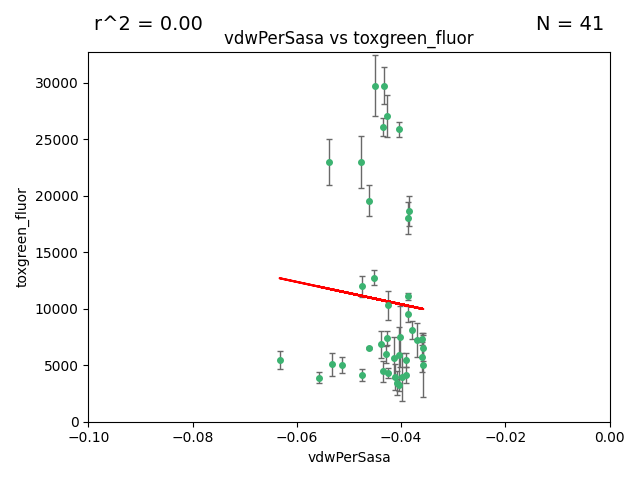 r^2 = 0.00
N = 41
vdwPerSasa vs toxgreen_fluor
toxgreen_fluor
30000
25000
20000
15000
10000
5000
0
−0.10
−0.08
−0.06
−0.04
−0.02
0.00
vdwPerSasa